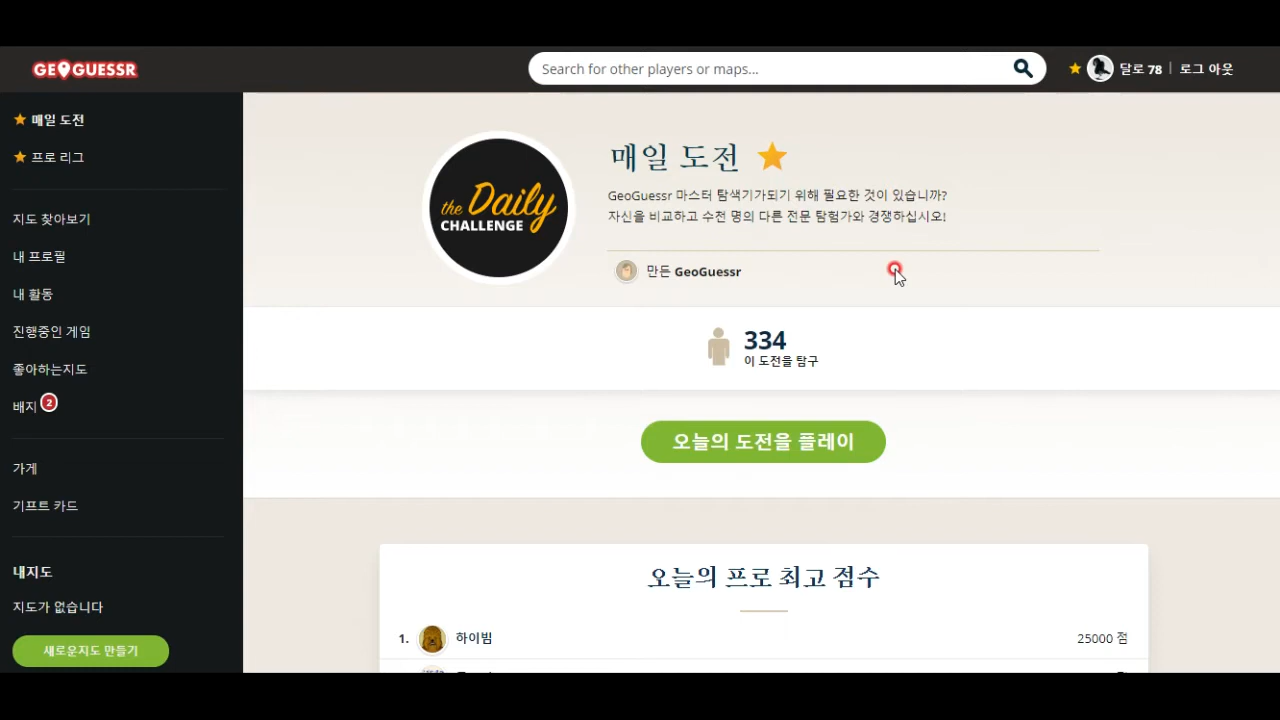 GEOGUESSR
Search for other players or maps...
달로 78
로그 아웃
매일 도전
프로 리그
지도 찾아보기
내 프로필
내 활동
진행중인 게임
좋아하는지도
배지 2
가게
기프트 카드
내지도
지도가 없습니다
새로운지도 만들기
the Daily
CHALLENGE
매일 도전
GeoGuessr 마스터 탐색기가되기 위해 필요한 것이 있습니까?
자신을 비교하고 수천 명의 다른 전문 탐험가와 경쟁하십시오!
만든 GeoGuessr
334
이 도전을 탐구
오늘의 도전을 플레이
오늘의 프로 최고 점수
1. 하이빔 25000 점